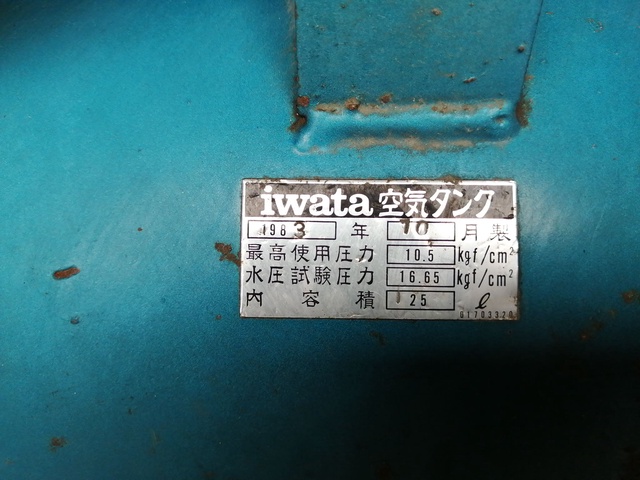 iwata 空気タンク
1983 年 10 月製
最高使用圧力 10.5 kgf/cm²
水圧試験圧力 16.65 kgf/cm²
内容積 25 ℓ
01703320